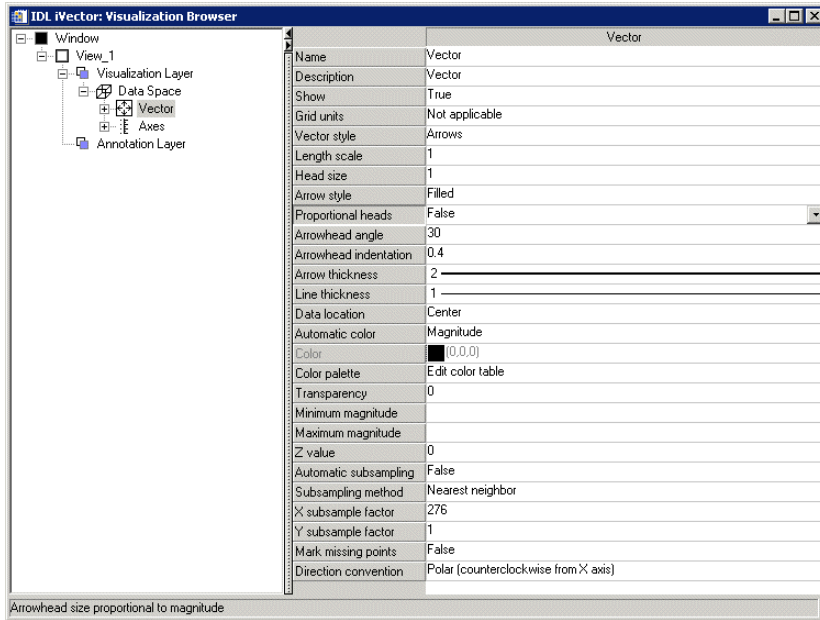 IDL iVector: Visualization Browser
Window
View_1
Visualization Layer
Data Space
Vector
Axes
Annotation Layer
Vector
Name Vector
Description Vector
Show True
Grid units Not applicable
Vector style Arrows
Length scale 1
Head size 1
Arrow style Filled
Proportional heads False
Arrowhead angle 30
Arrowhead indentation 0.4
Arrow thickness 2
Line thickness 1
Data location Center
Automatic color Magnitude
Color (0,0,0)
Color palette Edit color table
Transparency 0
Minimum magnitude
Maximum magnitude
Z value 0
Automatic subsampling False
Subsampling method Nearest neighbor
X subsample factor 276
Y subsample factor 1
Mark missing points False
Direction convention Polar (counterclockwise from X axis)
Arrowhead size proportional to magnitude